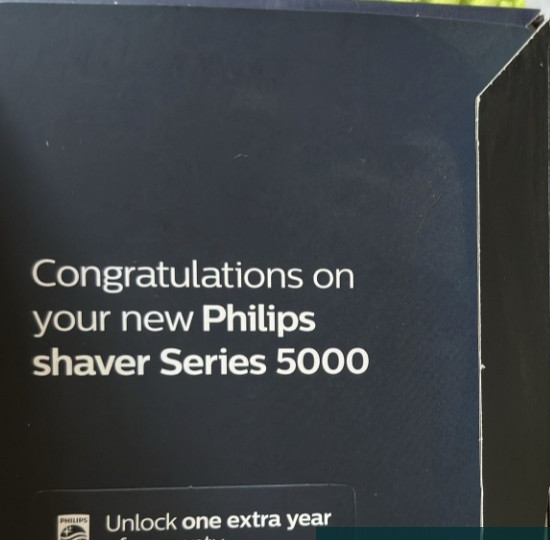 Congratulations on
your new Philips
shaver Series 5000
PHILIPS
Unlock one extra year